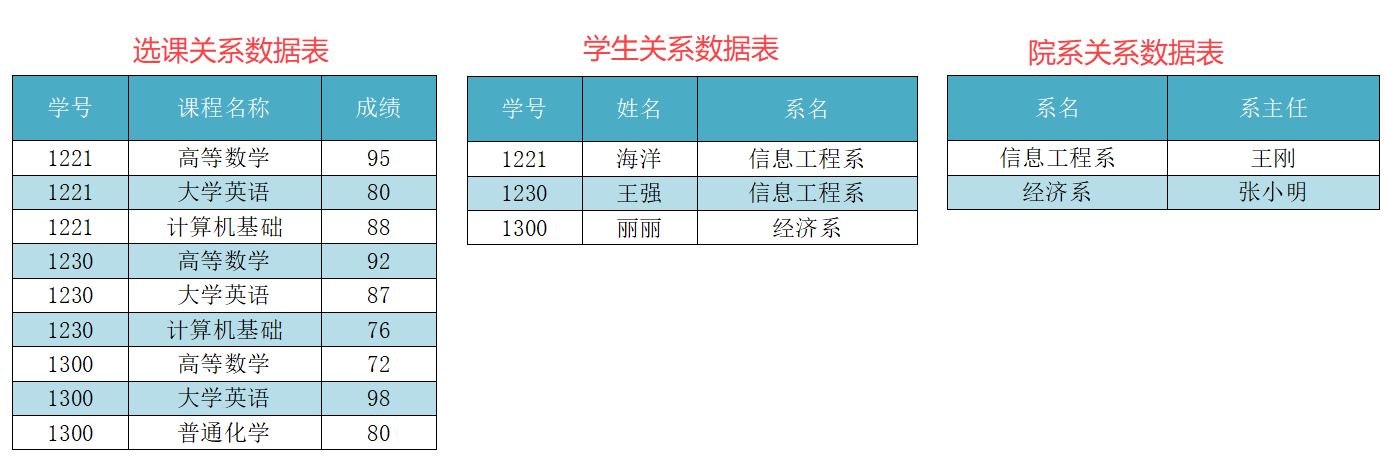 选课关系数据表
学号 课程名称 成绩
1221 高等数学 95
1221 大学英语 80
1221 计算机基础 88
1230 高等数学 92
1230 大学英语 87
1230 计算机基础 76
1300 高等数学 72
1300 大学英语 98
1300 普通化学 80
学生关系数据表
学号 姓名 系名
1221 海洋 信息工程系
1230 王强 信息工程系
1300 丽丽 经济系
院系关系数据表
系名 系主任
信息工程系 王刚
经济系 张小明